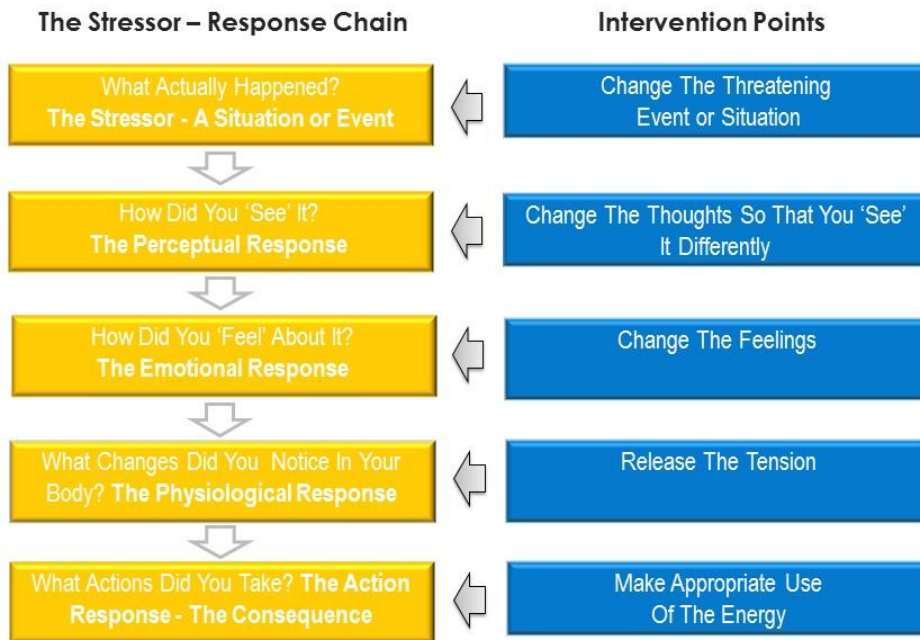 The Stressor – Response Chain
Intervention Points
What Actually Happened?
The Stressor - A Situation or Event
Change The Threatening
Event or Situation
How Did You ‘See’ It?
The Perceptual Response
Change The Thoughts So That You ‘See’
It Differently
How Did You ‘Feel’ About It?
The Emotional Response
Change The Feelings
What Changes Did You Notice In Your
Body? The Physiological Response
Release The Tension
What Actions Did You Take? The Action
Response - The Consequence
Make Appropriate Use
Of The Energy